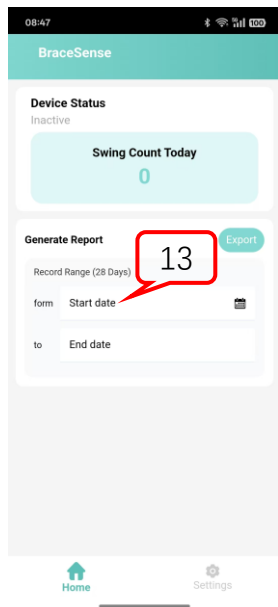 08:47 5G 100
BraceSense
Device Status
Inactive
Swing Count Today
0
Generate Report Export
13
Record Range (28 Days)
form Start date
to End date
Home Settings